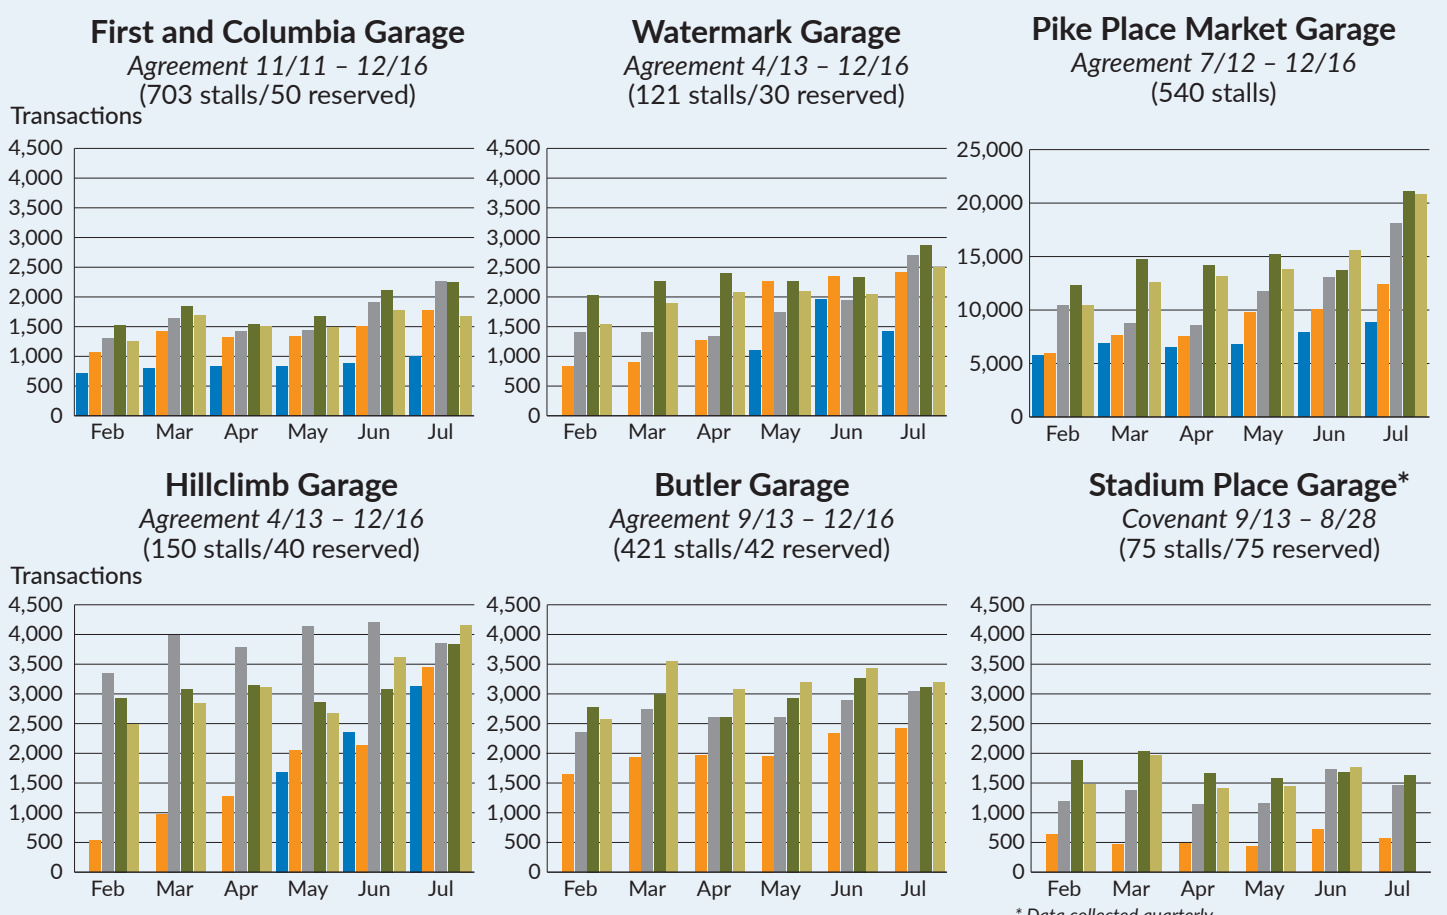 First and Columbia Garage
Agreement 11/11 – 12/16
(703 stalls/50 reserved)
Transactions
4,500
4,000
3,500
3,000
2,500
2,000
1,500
1,000
500
0
Feb Mar Apr May Jun Jul
Watermark Garage
Agreement 4/13 – 12/16
(121 stalls/30 reserved)
4,500
4,000
3,500
3,000
2,500
2,000
1,500
1,000
500
0
Feb Mar Apr May Jun Jul
Pike Place Market Garage
Agreement 7/12 – 12/16
(540 stalls)
25,000
20,000
15,000
10,000
5,000
0
Feb Mar Apr May Jun Jul
Hillclimb Garage
Agreement 4/13 – 12/16
(150 stalls/40 reserved)
Transactions
4,500
4,000
3,500
3,000
2,500
2,000
1,500
1,000
500
0
Feb Mar Apr May Jun Jul
Butler Garage
Agreement 9/13 – 12/16
(421 stalls/42 reserved)
4,500
4,000
3,500
3,000
2,500
2,000
1,500
1,000
500
0
Feb Mar Apr May Jun Jul
Stadium Place Garage*
Covenant 9/13 – 8/28
(75 stalls/75 reserved)
4,500
4,000
3,500
3,000
2,500
2,000
1,500
1,000
500
0
Feb Mar Apr May Jun Jul
* Data collected quarterly